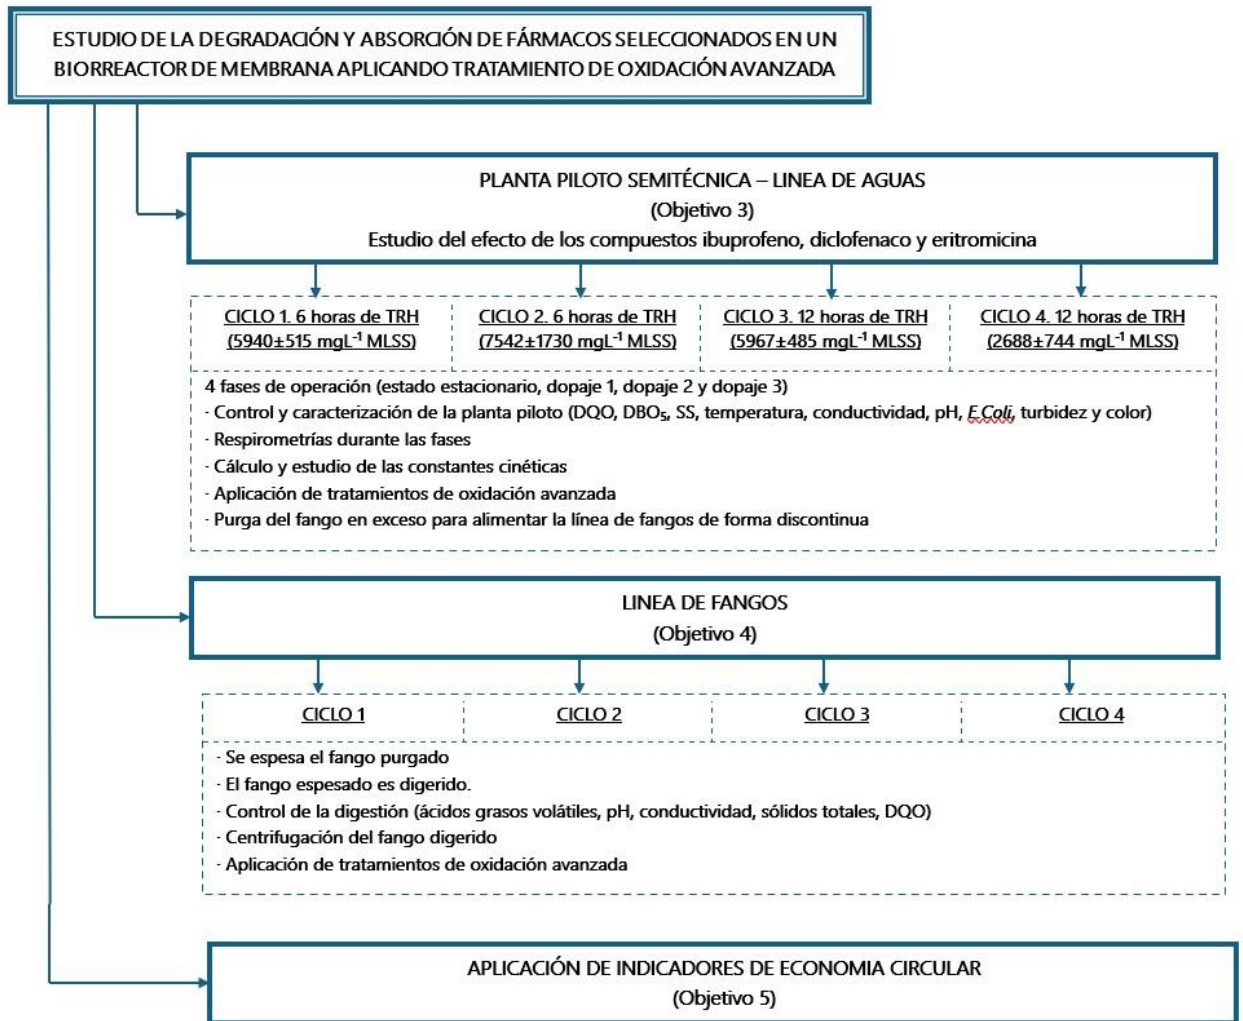 ESTUDIO DE LA DEGRADACIÓN Y ABSORCIÓN DE FÁRMACOS SELECCIONADOS EN UN
BIORREACTOR DE MEMBRANA APLICANDO TRATAMIENTO DE OXIDACIÓN AVANZADA
PLANTA PILOTO SEMITÉCNICA – LINEA DE AGUAS
(Objetivo 3)
Estudio del efecto de los compuestos ibuprofeno, diclofenaco y eritromicina
CICLO 1. 6 horas de TRH
(5940±515 mgL⁻¹ MLSS)
CICLO 2. 6 horas de TRH
(7542±1730 mgL⁻¹ MLSS)
CICLO 3. 12 horas de TRH
(5967±485 mgL⁻¹ MLSS)
CICLO 4. 12 horas de TRH
(2688±744 mgL⁻¹ MLSS)
4 fases de operación (estado estacionario, dopaje 1, dopaje 2 y dopaje 3)
· Control y caracterización de la planta piloto (DQO, DBO₅, SS, temperatura, conductividad, pH, E.Coli, turbidez y color)
· Respirometrías durante las fases
· Cálculo y estudio de las constantes cinéticas
· Aplicación de tratamientos de oxidación avanzada
· Purga del fango en exceso para alimentar la línea de fangos de forma discontinua
LINEA DE FANGOS
(Objetivo 4)
CICLO 1
CICLO 2
CICLO 3
CICLO 4
· Se espesa el fango purgado
· El fango espesado es digerido.
· Control de la digestión (ácidos grasos volátiles, pH, conductividad, sólidos totales, DQO)
· Centrifugación del fango digerido
· Aplicación de tratamientos de oxidación avanzada
APLICACIÓN DE INDICADORES DE ECONOMIA CIRCULAR
(Objetivo 5)